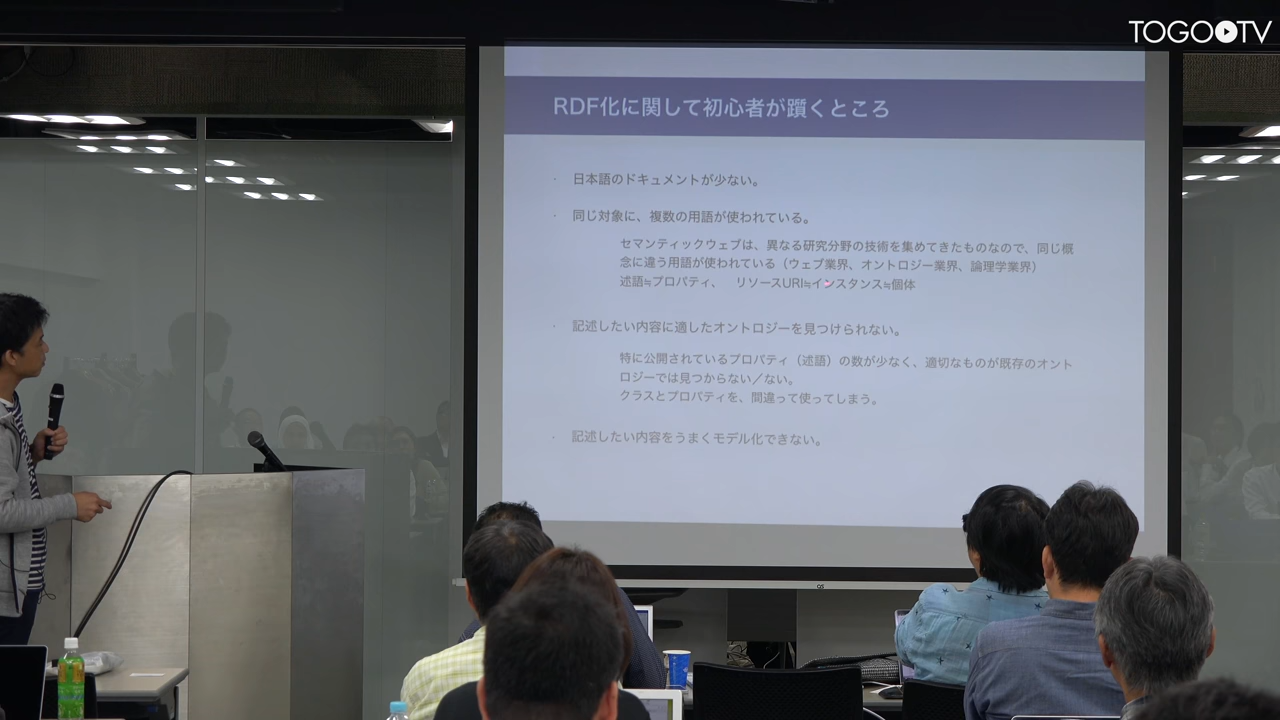 TOGOTV
RDF化に関して初心者が躓くところ
・ 日本語のドキュメントが少ない。
・ 同じ対象に、複数の用語が使われている。
セマンティックウェブは、異なる研究分野の技術を集めてきたものなので、同じ概
念に違う用語が使われている（ウェブ業界、オントロジー業界、論理学業界）
述語≒プロパティ、 リソースURI≒インスタンス≒個体
・ 記述したい内容に適したオントロジーを見つけられない。
特に公開されているプロパティ（述語）の数が少なく、適切なものが既存のオント
ロジーでは見つからない／ない。
クラスとプロパティを、間違って使ってしまう。
・ 記述したい内容をうまくモデル化できない。